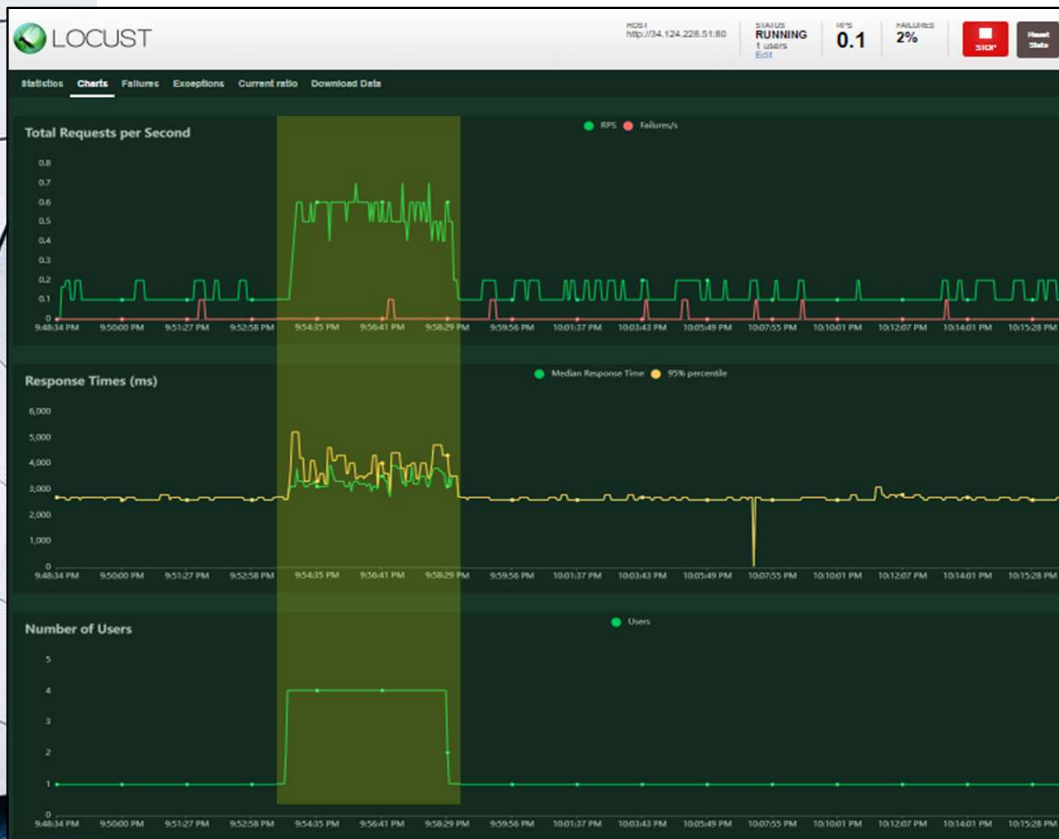 LOCUST
HOST
http://34.124.228.51:80
STATUS
RUNNING
1 users
Edit
RPS
0.1
FAILURES
2%
STOP
Reset
Stats
Statistics Charts Failures Exceptions Current ratio Download Data
Total Requests per Second
RPS Failures/s
0.8
0.7
0.6
0.5
0.4
0.3
0.2
0.1
0
9:48:34 PM 9:50:00 PM 9:51:27 PM 9:52:58 PM 9:54:35 PM 9:56:41 PM 9:58:29 PM 9:59:56 PM 10:01:37 PM 10:03:43 PM 10:05:49 PM 10:07:55 PM 10:10:01 PM 10:12:07 PM 10:14:01 PM 10:15:28 PM
Response Times (ms)
Median Response Time 95% percentile
6,000
5,000
4,000
3,000
2,000
1,000
0
9:48:34 PM 9:50:00 PM 9:51:27 PM 9:52:58 PM 9:54:35 PM 9:56:41 PM 9:58:29 PM 9:59:56 PM 10:01:37 PM 10:03:43 PM 10:05:49 PM 10:07:55 PM 10:10:01 PM 10:12:07 PM 10:14:01 PM 10:15:28 PM
Number of Users
Users
5
4
3
2
1
0
9:48:34 PM 9:50:00 PM 9:51:27 PM 9:52:58 PM 9:54:35 PM 9:56:41 PM 9:58:29 PM 9:59:56 PM 10:01:37 PM 10:03:43 PM 10:05:49 PM 10:07:55 PM 10:10:01 PM 10:12:07 PM 10:14:01 PM 10:15:28 PM